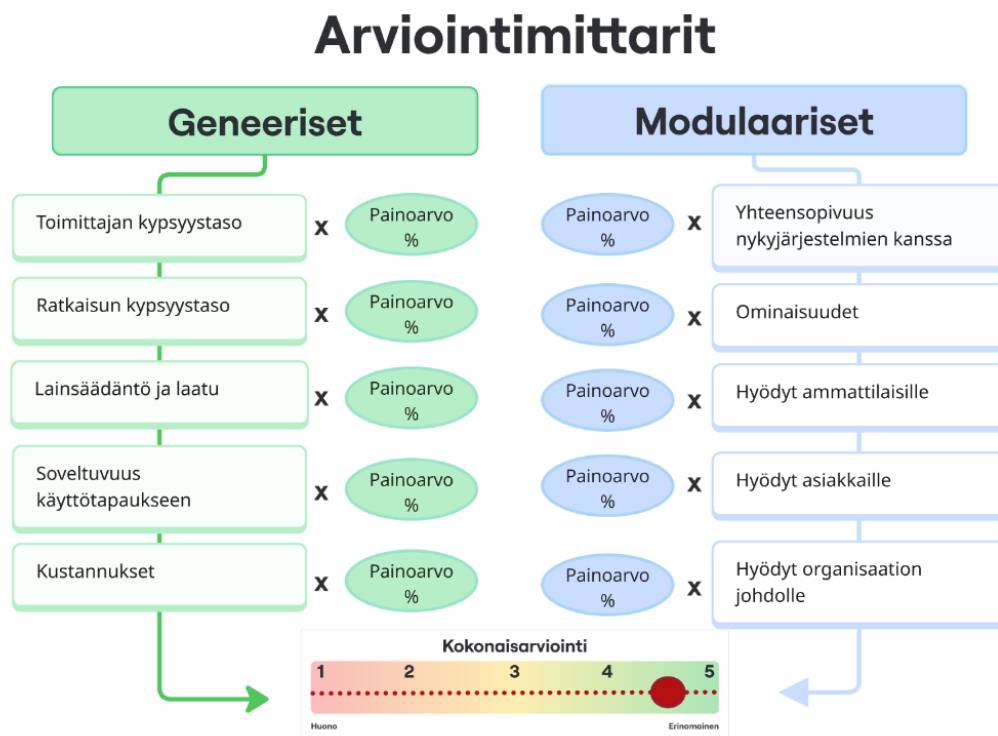 Arviointimittarit
Geneeriset
Modulaariset
Toimittajan kypsyystaso
x
Painoarvo
%
Ratkaisun kypsyystaso
x
Painoarvo
%
Lainsäädäntö ja laatu
x
Painoarvo
%
Soveltuvuus
käyttötapaukseen
x
Painoarvo
%
Kustannukset
x
Painoarvo
%
Painoarvo
%
x
Yhteensopivuus
nykyjärjestelmien kanssa
Painoarvo
%
x
Ominaisuudet
Painoarvo
%
x
Hyödyt ammattilaisille
Painoarvo
%
x
Hyödyt asiakkaille
Painoarvo
%
x
Hyödyt organisaation
johdolle
Kokonaisarviointi
1 2 3 4 5
Huono Erinomainen